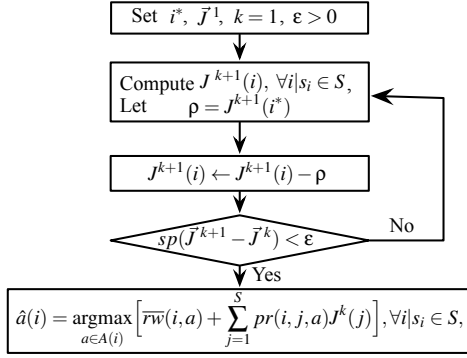 Set i*, J⃗¹, k = 1, ε > 0
Compute J^{k+1}(i), ∀i|s_i ∈ S,
Let ρ = J^{k+1}(i*)
J^{k+1}(i) ← J^{k+1}(i) − ρ
sp(J⃗^{k+1} − J⃗^k) < ε
No
Yes
â(i) = argmax_{a∈A(i)} [r̅w̅(i,a) + ∑_{j=1}^{S} pr(i,j,a)J^k(j)], ∀i|s_i ∈ S,